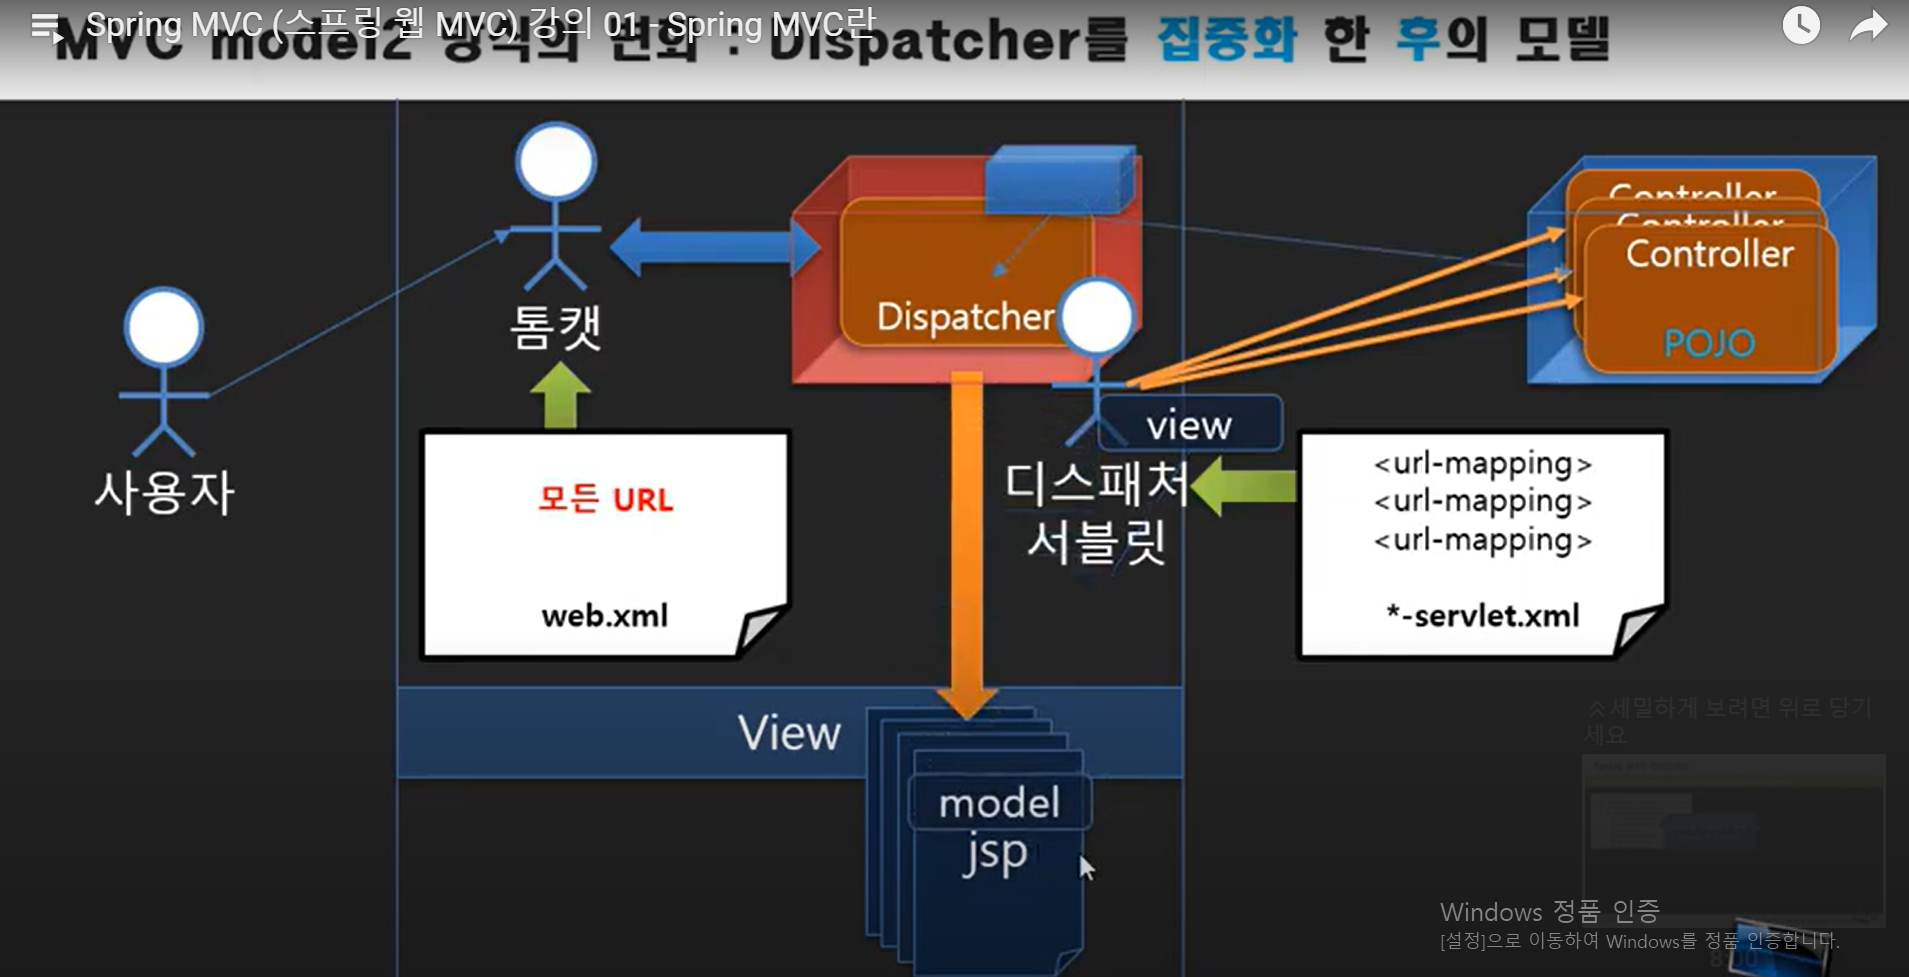 Spring MVC (스프링 웹 MVC) 강의 01 - Spring MVC란
MVC model2 방식의 변화 : Dispatcher를 집중화 한 후의 모델
Controller
Controller
Controller
POJO
Dispatcher
톰캣
사용자
view
디스패처
서블릿
모든 URL
web.xml
<url-mapping>
<url-mapping>
<url-mapping>
*-servlet.xml
View
model
jsp
세밀하게 보려면 위로 당기
세요
Windows 정품 인증
[설정]으로 이동하여 Windows를 정품 인증합니다.
8:00